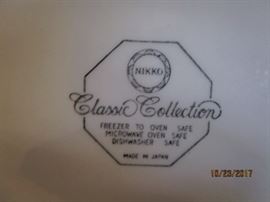 NIKKO
Classic Collection
FREEZER TO OVEN SAFE
MICROWAVE OVEN SAFE
DISHWASHER SAFE
MADE IN JAPAN
10/23/2017